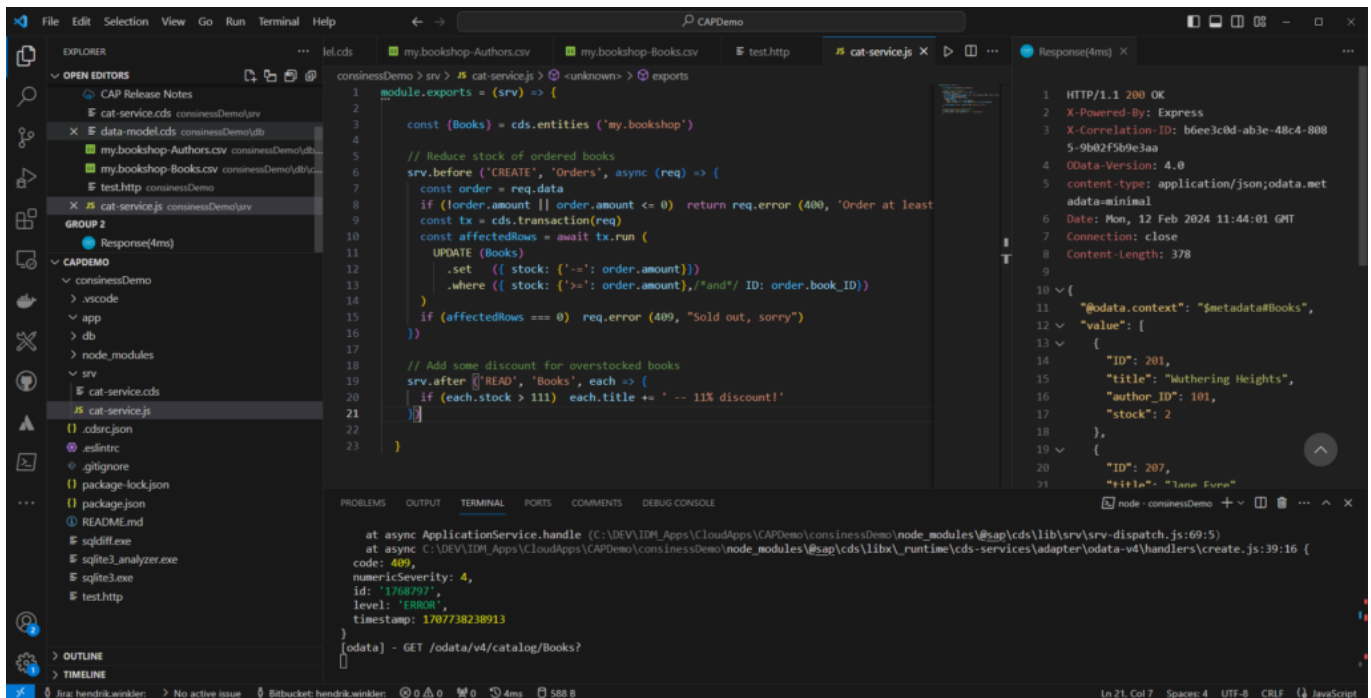 File Edit Selection View Go Run Terminal Help
CAPDemo
EXPLORER
OPEN EDITORS
CAP Release Notes
cat-service.cds consinessDemo\srv
data-model.cds consinessDemo\db
my.bookshop-Authors.csv consinessDemo\db...
my.bookshop-Books.csv consinessDemo\db\c...
test.http consinessDemo
JS cat-service.js consinessDemo\srv
GROUP 2
Response(4ms)
CAPDEMO
consinessDemo
.vscode
app
db
node_modules
srv
cat-service.cds
JS cat-service.js
{} .cdsrc.json
.eslintrc
.gitignore
{} package-lock.json
{} package.json
README.md
sqldiff.exe
sqlite3_analyzer.exe
sqlite3.exe
test.http
OUTLINE
TIMELINE
del.cds my.bookshop-Authors.csv my.bookshop-Books.csv test.http JS cat-service.js
consinessDemo > srv > JS cat-service.js > <unknown> > exports
1 module.exports = (srv) => {
2
3 const {Books} = cds.entities ('my.bookshop')
4
5 // Reduce stock of ordered books
6 srv.before ('CREATE', 'Orders', async (req) => {
7 const order = req.data
8 if (!order.amount || order.amount <= 0) return req.error (400, 'Order at least
9 const tx = cds.transaction(req)
10 const affectedRows = await tx.run (
11 UPDATE (Books)
12 .set ({ stock: {'-=': order.amount}})
13 .where ({ stock: {'>=': order.amount},/*and*/ ID: order.book_ID})
14 )
15 if (affectedRows === 0) req.error (409, "Sold out, sorry")
16 })
17
18 // Add some discount for overstocked books
19 srv.after ('READ', 'Books', each => {
20 if (each.stock > 111) each.title += ' -- 11% discount!'
21 })
22
23 }
Response(4ms)
1 HTTP/1.1 200 OK
2 X-Powered-By: Express
3 X-Correlation-ID: b6ee3c0d-ab3e-48c4-808
5-9b02f5b9e3aa
4 OData-Version: 4.0
5 content-type: application/json;odata.met
adata=minimal
6 Date: Mon, 12 Feb 2024 11:44:01 GMT
7 Connection: close
8 Content-Length: 378
9
10 {
11 "@odata.context": "$metadata#Books",
12 "value": [
13 {
14 "ID": 201,
15 "title": "Wuthering Heights",
16 "author_ID": 101,
17 "stock": 2
18 },
19 {
20 "ID": 207,
21 "title": "Jane Eyre"
PROBLEMS OUTPUT TERMINAL PORTS COMMENTS DEBUG CONSOLE
node - consinessDemo
at async ApplicationService.handle (C:\DEV\IDM_Apps\CloudApps\CAPDemo\consinessDemo\node_modules\@sap\cds\lib\srv\srv-dispatch.js:69:5)
at async C:\DEV\IDM_Apps\CloudApps\CAPDemo\consinessDemo\node_modules\@sap\cds\libx\_runtime\cds-services\adapter\odata-v4\handlers\create.js:39:16 {
code: 409,
numericSeverity: 4,
id: '1768797',
level: 'ERROR',
timestamp: 1707738238913
}
[odata] - GET /odata/v4/catalog/Books?
2
1
Jira: hendrik.winkler: No active issue Bitbucket: hendrik.winkler: 0 0 0 0 4ms 588 B
Ln 21, Col 7 Spaces: 4 UTF-8 CRLF JavaScript